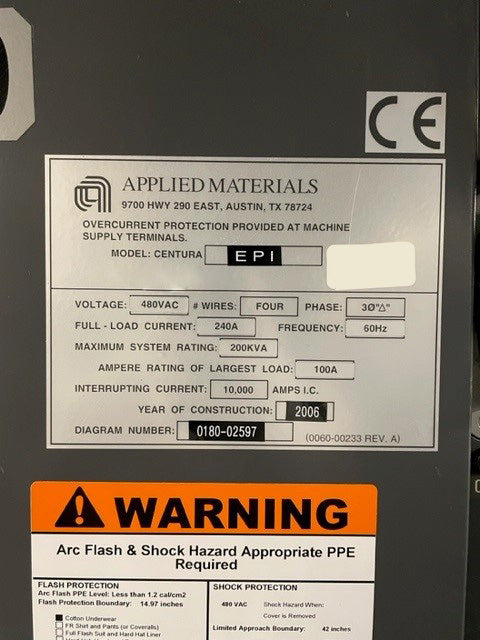 CE
APPLIED MATERIALS
9700 HWY 290 EAST, AUSTIN, TX 78724
OVERCURRENT PROTECTION PROVIDED AT MACHINE
SUPPLY TERMINALS.
MODEL: CENTURA EPI
VOLTAGE: 480VAC # WIRES: FOUR PHASE: 3Ø"Δ"
FULL - LOAD CURRENT: 240A FREQUENCY: 60Hz
MAXIMUM SYSTEM RATING: 200KVA
AMPERE RATING OF LARGEST LOAD: 100A
INTERRUPTING CURRENT: 10,000 AMPS I.C.
YEAR OF CONSTRUCTION: 2006
DIAGRAM NUMBER: 0180-02597 (0060-00233 REV. A)
WARNING
Arc Flash & Shock Hazard Appropriate PPE
Required
FLASH PROTECTION
Arc Flash PPE Level: Less than 1.2 cal/cm2
Flash Protection Boundary: 14.97 inches
Cotton Underwear
FR Shirt and Pants (or Coveralls)
Full Flash Suit and Hard Hat Liner
SHOCK PROTECTION
480 VAC Shock Hazard When:
Cover is Removed
Limited Approach Boundary: 42 inches